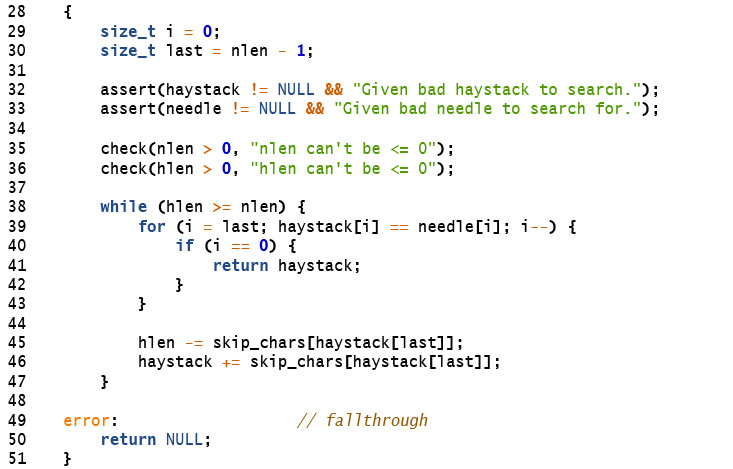 28    {
29        size_t i = 0;
30        size_t last = nlen - 1;
31
32        assert(haystack != NULL && "Given bad haystack to search.");
33        assert(needle != NULL && "Given bad needle to search for.");
34
35        check(nlen > 0, "nlen can't be <= 0");
36        check(hlen > 0, "hlen can't be <= 0");
37
38        while (hlen >= nlen) {
39            for (i = last; haystack[i] == needle[i]; i--) {
40                if (i == 0) {
41                    return haystack;
42                }
43            }
44
45            hlen -= skip_chars[haystack[last]];
46            haystack += skip_chars[haystack[last]];
47        }
48
49    error:                   // fallthrough
50        return NULL;
51    }